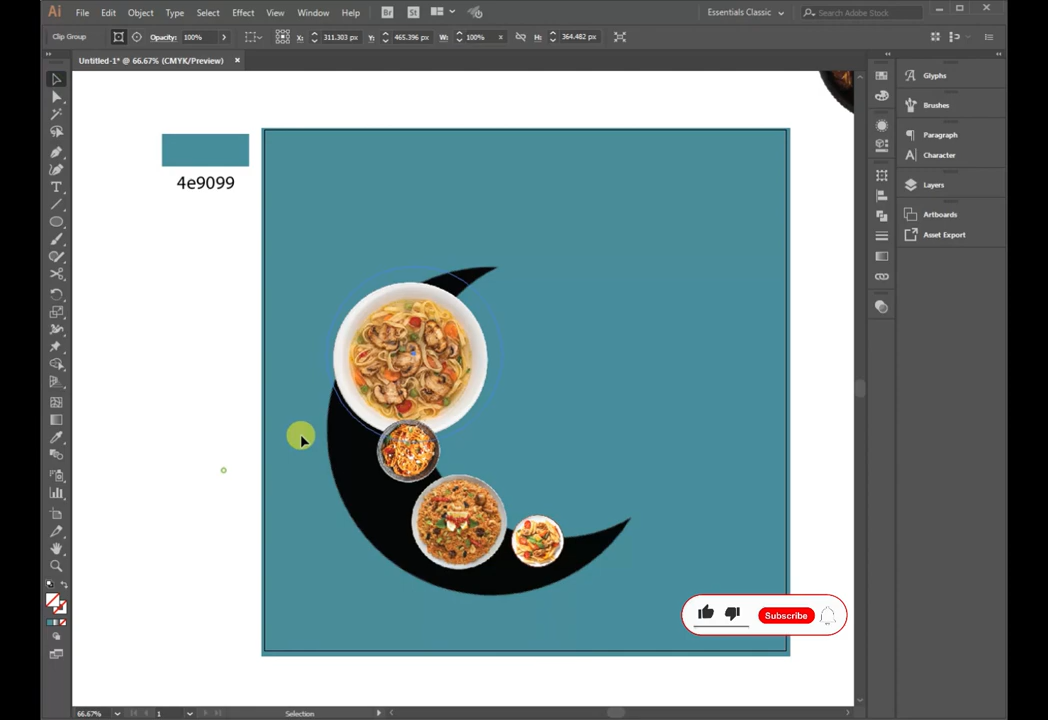 Ai File Edit Object Type Select Effect View Window Help Br St Essentials Classic Search Adobe Stock
Clip Group Opacity: 100% X: 311.303 px Y: 465.396 px W: 100% H: 364.482 px
Untitled-1* @ 66.67% (CMYK/Preview) ×
Glyphs
Brushes
Paragraph
Character
Layers
Artboards
Asset Export
4e9099
Subscribe
66.67% 1 Selection